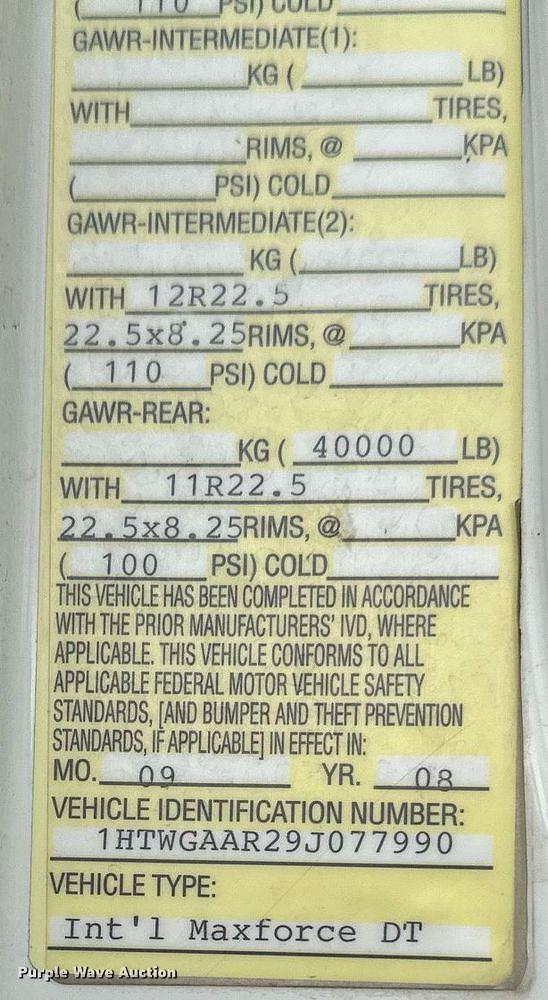 ( 110 PSI) COLD
GAWR-INTERMEDIATE(1):
KG ( LB)
WITH TIRES,
RIMS, @ KPA
( PSI) COLD
GAWR-INTERMEDIATE(2):
KG ( LB)
WITH 12R22.5 TIRES,
22.5x8.25RIMS, @ KPA
( 110 PSI) COLD
GAWR-REAR:
KG ( 40000 LB)
WITH 11R22.5 TIRES,
22.5x8.25RIMS, @ KPA
( 100 PSI) COLD
THIS VEHICLE HAS BEEN COMPLETED IN ACCORDANCE
WITH THE PRIOR MANUFACTURERS' IVD, WHERE
APPLICABLE. THIS VEHICLE CONFORMS TO ALL
APPLICABLE FEDERAL MOTOR VEHICLE SAFETY
STANDARDS, [AND BUMPER AND THEFT PREVENTION
STANDARDS, IF APPLICABLE] IN EFFECT IN:
MO. 09 YR. 08
VEHICLE IDENTIFICATION NUMBER:
1HTWGAAR29J077990
VEHICLE TYPE:
Int'l Maxforce DT
Purple Wave Auction